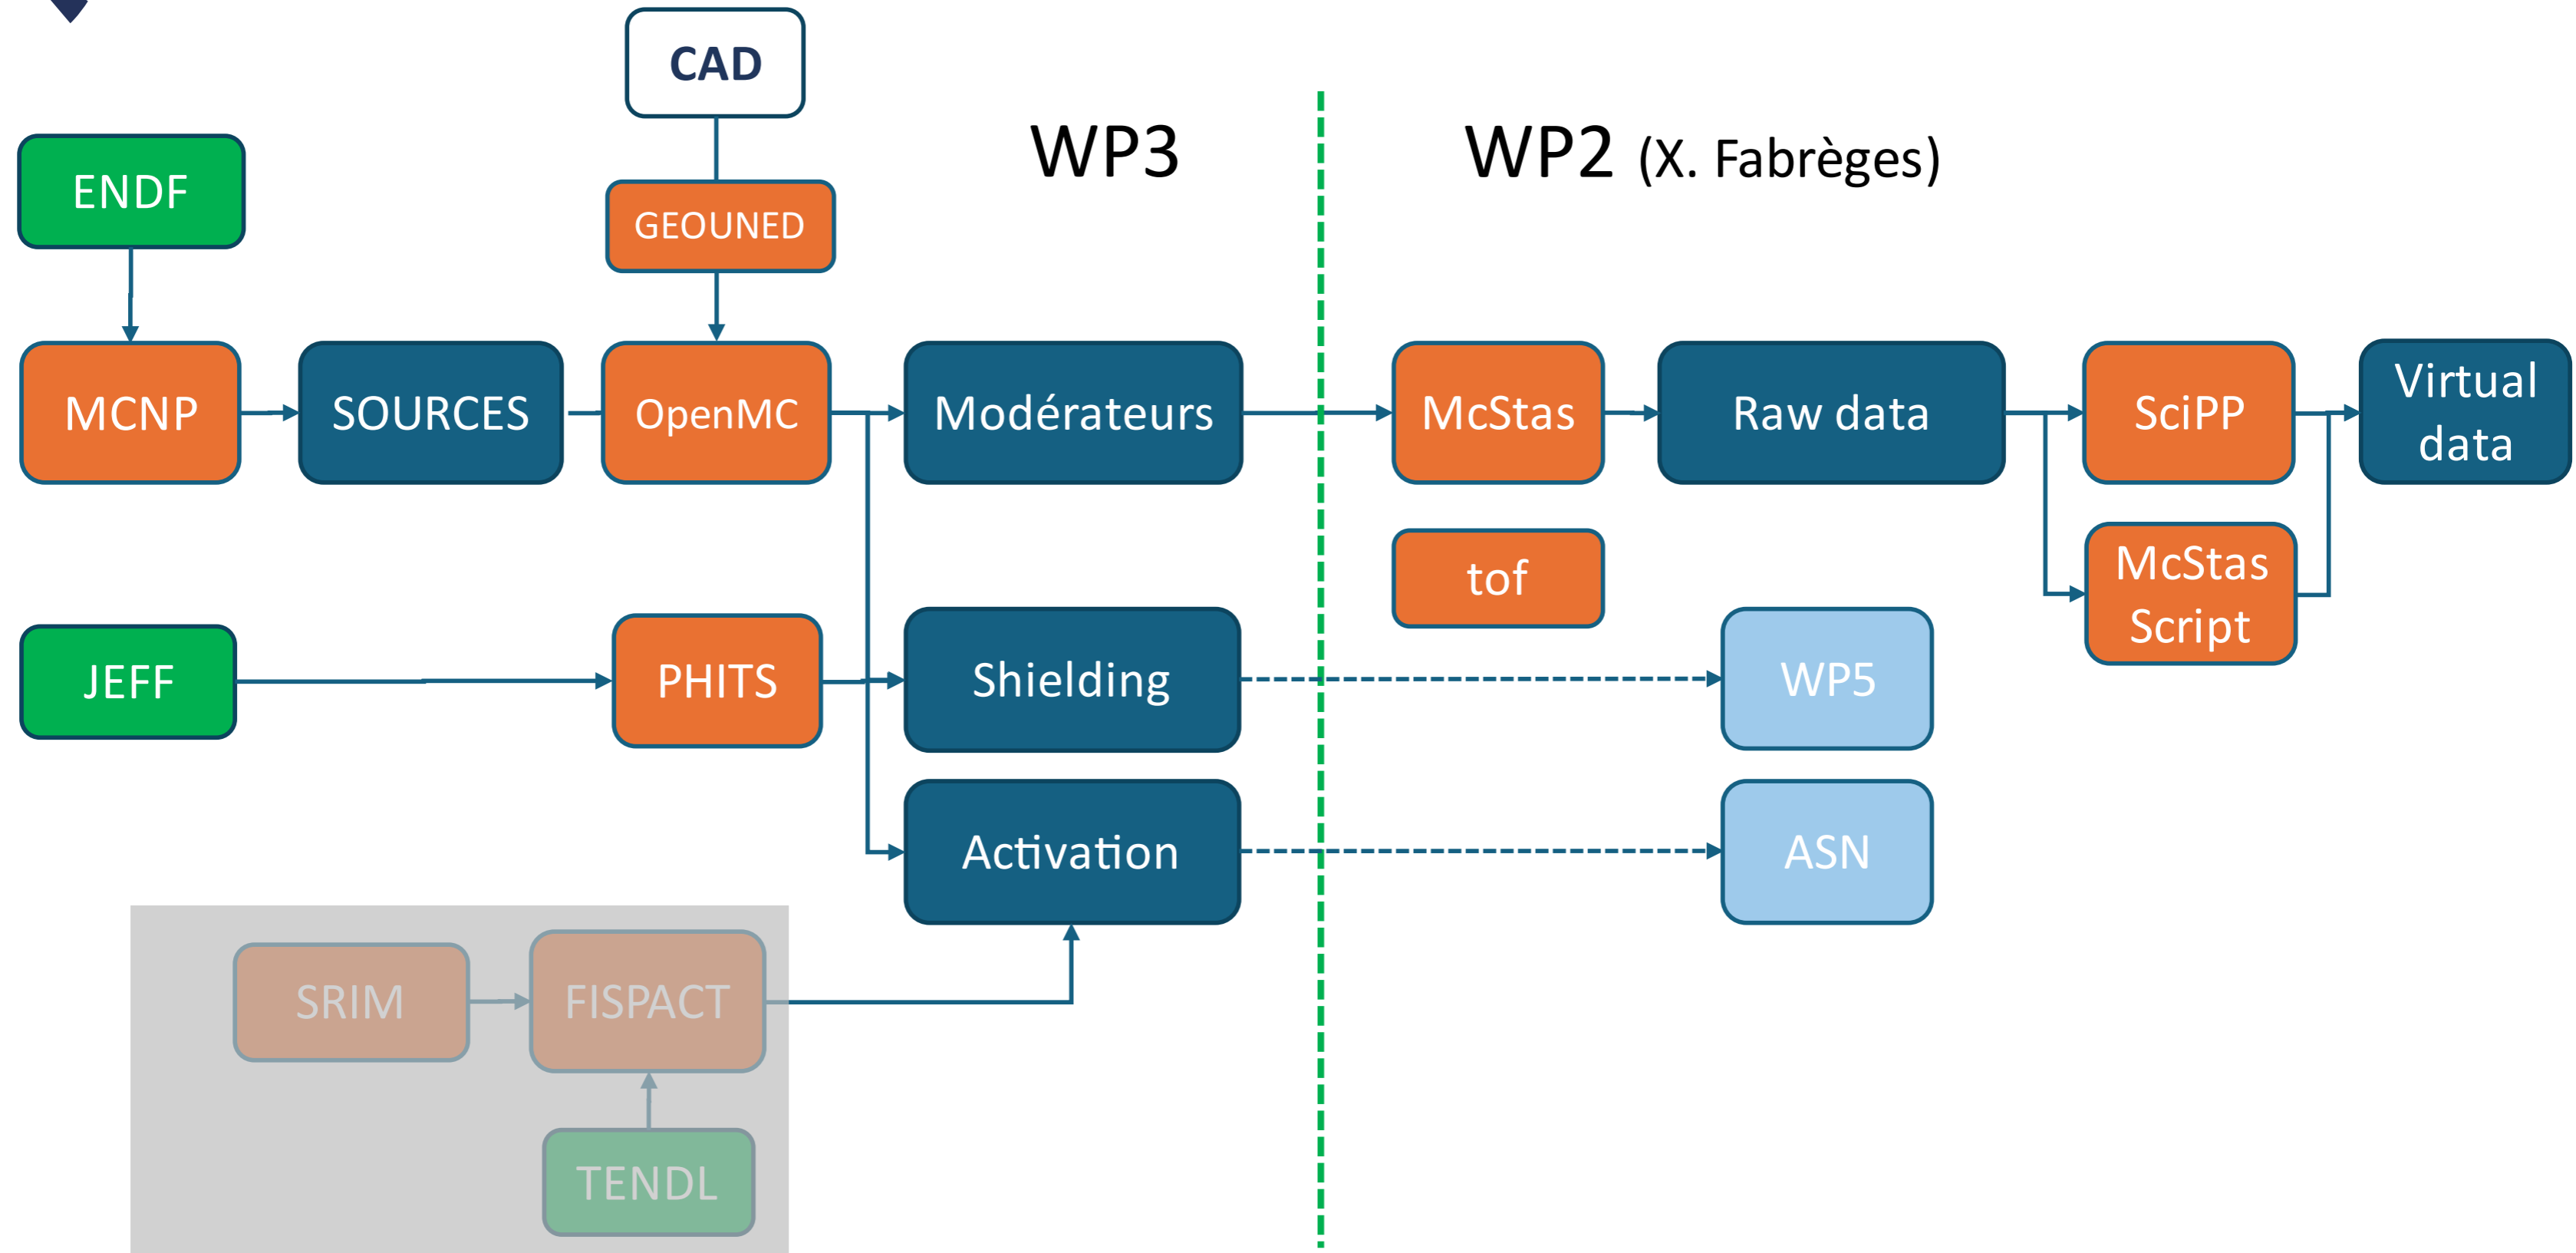 CAD
WP3
WP2 (X. Fabrèges)
ENDF
GEOUNED
MCNP
SOURCES
OpenMC
Modérateurs
McStas
Raw data
SciPP
Virtual
data
tof
McStas
Script
JEFF
PHITS
Shielding
WP5
Activation
ASN
SRIM
FISPACT
TENDL